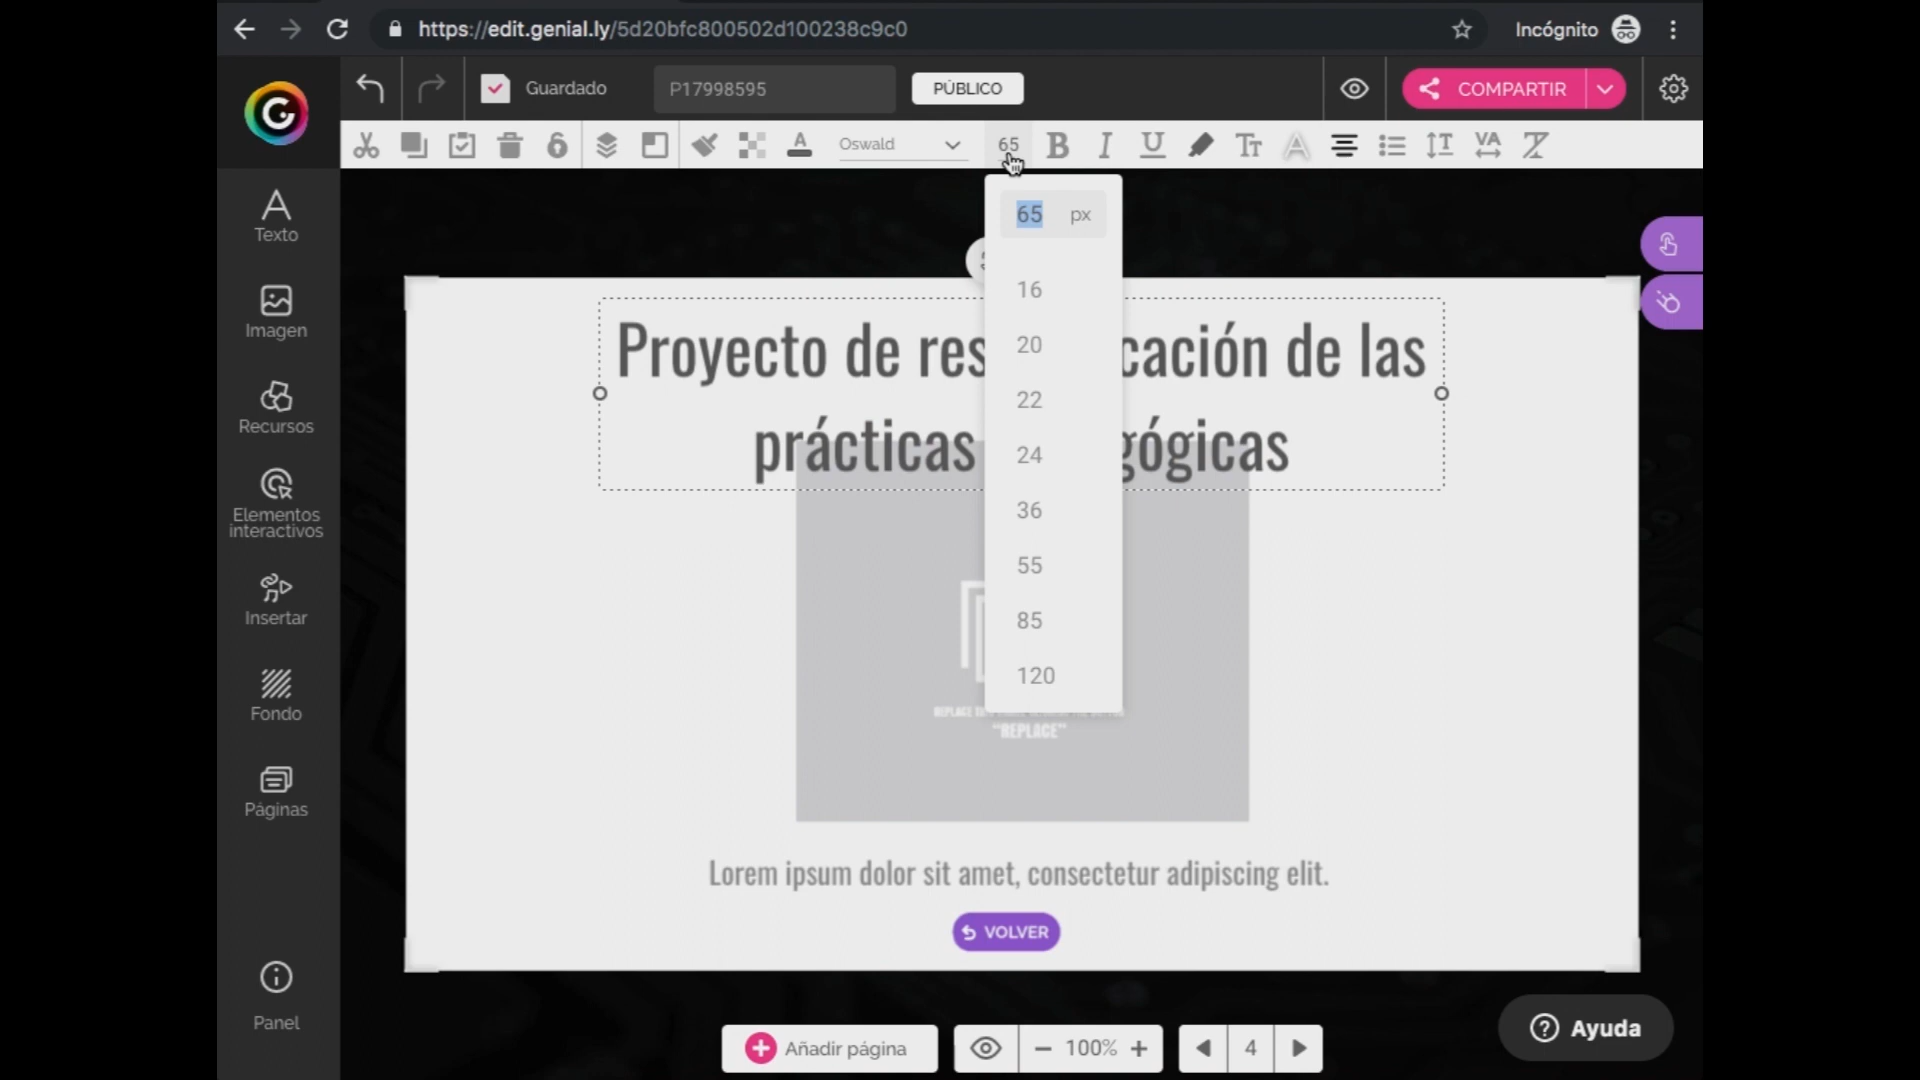 https://edit.genial.ly/5d20bfc800502d100238c9c0
Incógnito
Guardado
P17998595
PÚBLICO
COMPARTIR
Oswald
65
65 px
16
20
22
24
36
55
85
120
Texto
Imagen
Recursos
Elementos
interactivos
Insertar
Fondo
Páginas
Panel
Proyecto de res cación de las
prácticas gógicas
REPLACE
"REPLACE"
Lorem ipsum dolor sit amet, consectetur adipiscing elit.
VOLVER
Añadir página
100%
4
Ayuda